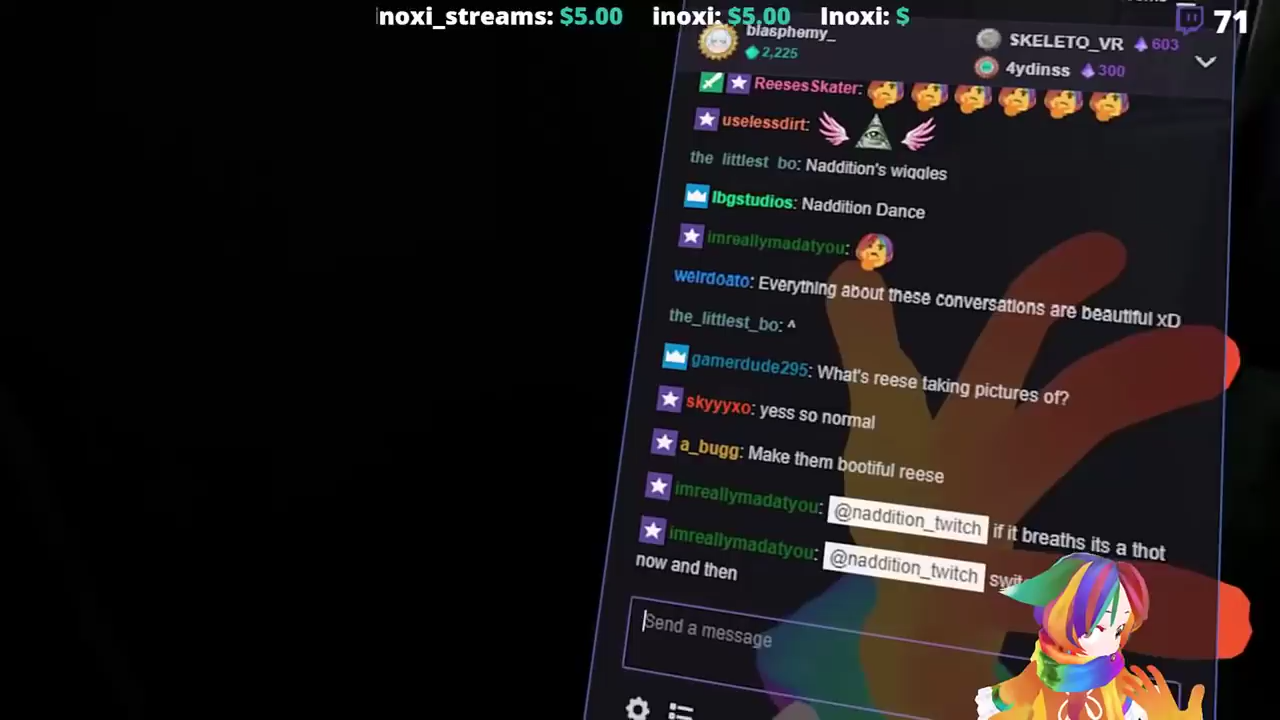 noxi_streams: $5.00 inoxi: $5.00 Inoxi: $
71
blasphemy_
2,225
SKELETO_VR 603
4ydinss 300
ReesesSkater:
uselessdirt:
the_littlest_bo: Naddition's wiggles
lbgstudios: Naddition Dance
imreallymadatyou:
weirdoato: Everything about these conversations are beautiful xD
the_littlest_bo: ^
gamerdude295: What's reese taking pictures of?
skyyyxo: yess so normal
a_bugg: Make them bootiful reese
imreallymadatyou: @naddition_twitch if it breaths its a thot
imreallymadatyou: @naddition_twitch
now and then
Send a message